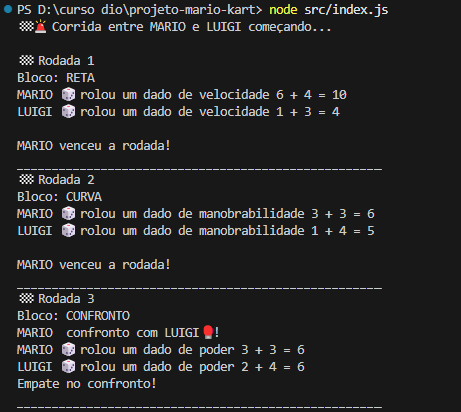 PS D:\curso dio\projeto-mario-kart> node src/index.js
🏁🚨 Corrida entre MARIO e LUIGI começando...
🏁 Rodada 1
Bloco: RETA
MARIO 🎲 rolou um dado de velocidade 6 + 4 = 10
LUIGI 🎲 rolou um dado de velocidade 1 + 3 = 4
MARIO venceu a rodada!
____________________________________________________
🏁 Rodada 2
Bloco: CURVA
MARIO 🎲 rolou um dado de manobrabilidade 3 + 3 = 6
LUIGI 🎲 rolou um dado de manobrabilidade 1 + 4 = 5
MARIO venceu a rodada!
____________________________________________________
🏁 Rodada 3
Bloco: CONFRONTO
MARIO  confronto com LUIGI🥊!
MARIO 🎲 rolou um dado de poder 3 + 3 = 6
LUIGI 🎲 rolou um dado de poder 2 + 4 = 6
Empate no confronto!
____________________________________________________